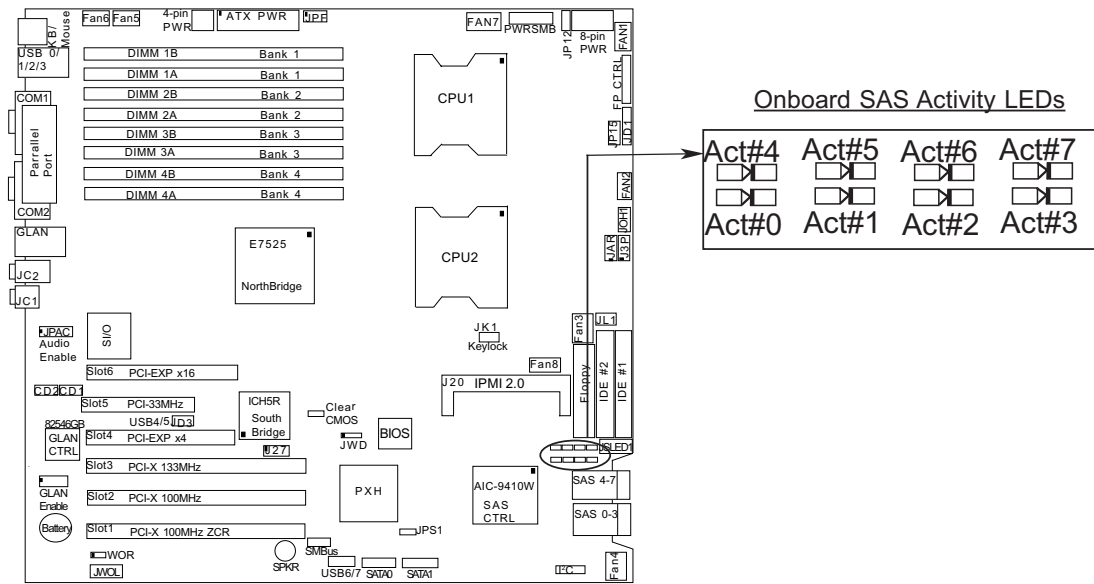 Fan6
Fan5
4-pin
PWR
ATX PWR
JPF
FAN7
PWRSMB
JP12
8-pin
PWR
FAN1
KB/
Mouse
USB 0/
1/2/3
DIMM 1B Bank 1
DIMM 1A Bank 1
DIMM 2B Bank 2
DIMM 2A Bank 2
DIMM 3B Bank 3
DIMM 3A Bank 3
DIMM 4B Bank 4
DIMM 4A Bank 4
CPU1
FP CTRL
JP15
JD1
COM1
Parrallel
Port
COM2
FAN2
JOH1
GLAN
E7525
NorthBridge
CPU2
JAR
J3P
JC2
JC1
JPAC
Audio
Enable
SI/O
JK1
Keylock
Fan3
JL1
Fan8
Floppy
IDE #2
IDE #1
Slot6 PCI-EXP x16
J20 IPMI 2.0
CD2
CD1
Slot5 PCI-33MHz
ICH5R
South
Bridge
Clear
CMOS
82546GB
GLAN
CTRL
USB4/5
JD3
Slot4 PCI-EXP x4
JWD
BIOS
J27
JSLED1
Slot3 PCI-X 133MHz
GLAN
Enable
Slot2 PCI-X 100MHz
PXH
AIC-9410W
SAS
CTRL
SAS 4-7
SAS 0-3
Battery
Slot1 PCI-X 100MHz ZCR
JPS1
WOR
JWOL
SPKR
SMBus
USB6/7
SATA0
SATA1
I²C
Fan4
Onboard SAS Activity LEDs
Act#4 Act#5 Act#6 Act#7
Act#0 Act#1 Act#2 Act#3